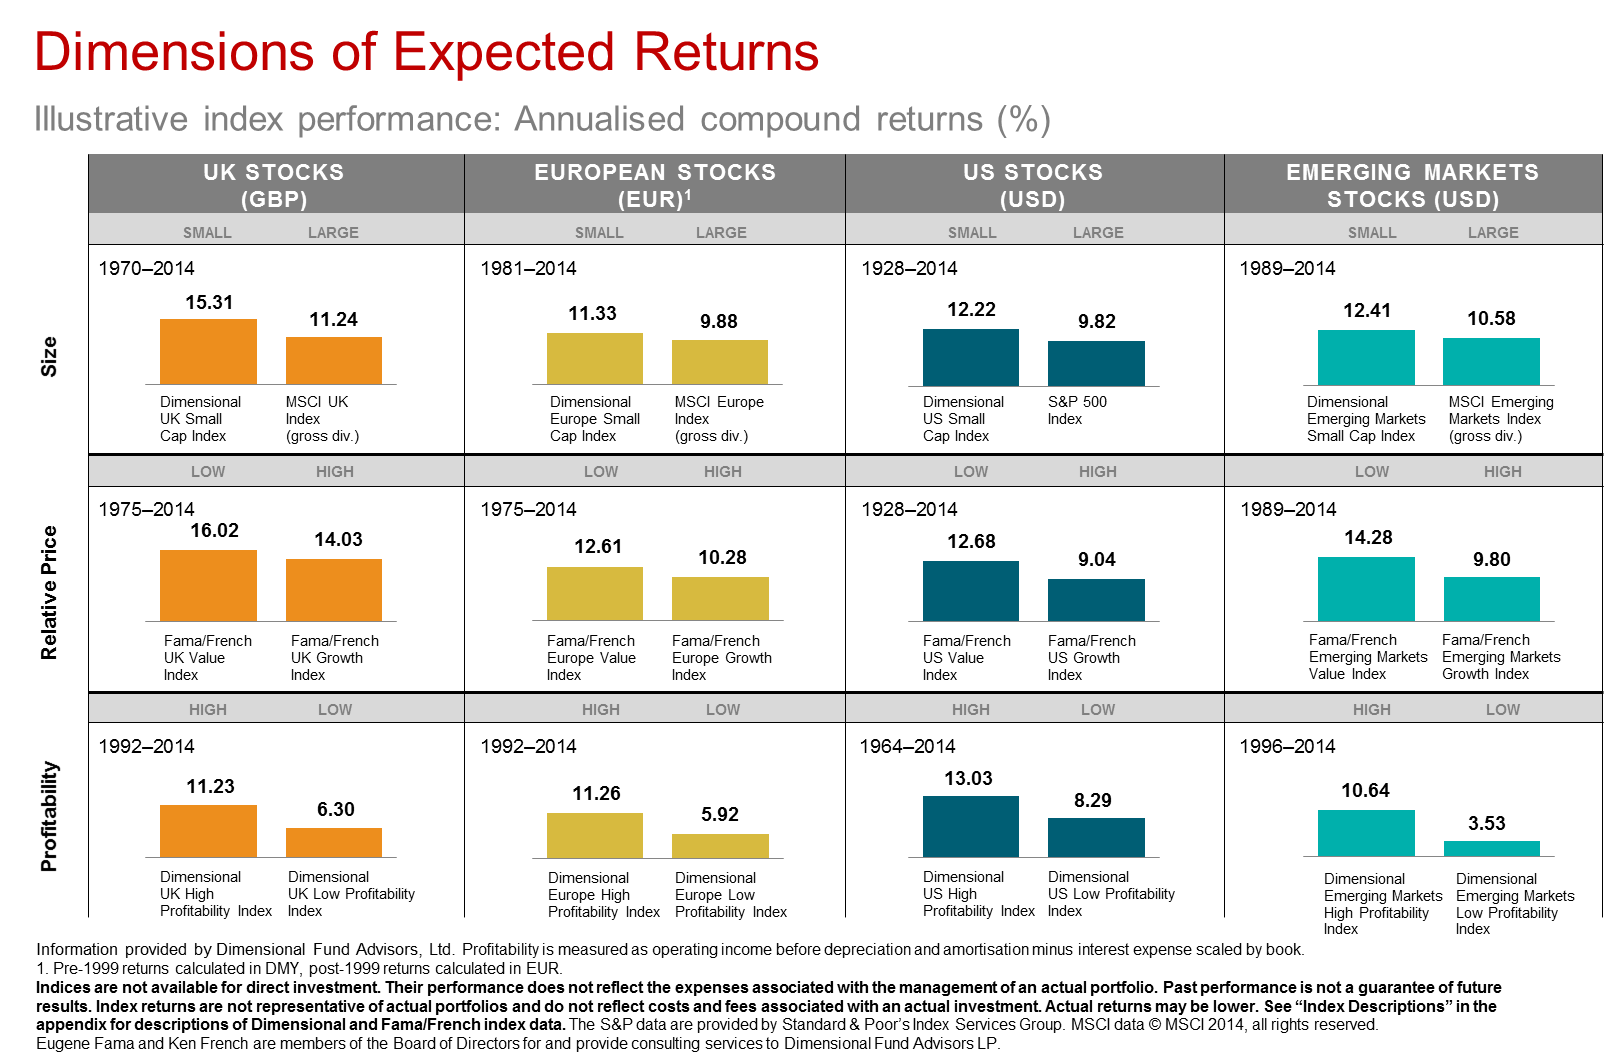 Dimensions of Expected Returns
Illustrative index performance: Annualised compound returns (%)
UK STOCKS
(GBP)
EUROPEAN STOCKS
(EUR)1
US STOCKS
(USD)
EMERGING MARKETS
STOCKS (USD)
Size
SMALL LARGE
SMALL LARGE
SMALL LARGE
SMALL LARGE
1970–2014
15.31
11.24
Dimensional
UK Small
Cap Index
MSCI UK
Index
(gross div.)
1981–2014
11.33
9.88
Dimensional
Europe Small
Cap Index
MSCI Europe
Index
(gross div.)
1928–2014
12.22
9.82
Dimensional
US Small
Cap Index
S&P 500
Index
1989–2014
12.41
10.58
Dimensional
Emerging Markets
Small Cap Index
MSCI Emerging
Markets Index
(gross div.)
Relative Price
LOW HIGH
LOW HIGH
LOW HIGH
LOW HIGH
1975–2014
16.02
14.03
Fama/French
UK Value
Index
Fama/French
UK Growth
Index
1975–2014
12.61
10.28
Fama/French
Europe Value
Index
Fama/French
Europe Growth
Index
1928–2014
12.68
9.04
Fama/French
US Value
Index
Fama/French
US Growth
Index
1989–2014
14.28
9.80
Fama/French
Emerging Markets
Value Index
Fama/French
Emerging Markets
Growth Index
Profitability
HIGH LOW
HIGH LOW
HIGH LOW
HIGH LOW
1992–2014
11.23
6.30
Dimensional
UK High
Profitability Index
Dimensional
UK Low Profitability
Index
1992–2014
11.26
5.92
Dimensional
Europe High
Profitability Index
Dimensional
Europe Low
Profitability Index
1964–2014
13.03
8.29
Dimensional
US High
Profitability Index
Dimensional
US Low Profitability
Index
1996–2014
10.64
3.53
Dimensional
Emerging Markets
High Profitability
Index
Dimensional
Emerging Markets
Low Profitability
Index
Information provided by Dimensional Fund Advisors, Ltd. Profitability is measured as operating income before depreciation and amortisation minus interest expense scaled by book.
1. Pre-1999 returns calculated in DMY, post-1999 returns calculated in EUR.
Indices are not available for direct investment. Their performance does not reflect the expenses associated with the management of an actual portfolio. Past performance is not a guarantee of future
results. Index returns are not representative of actual portfolios and do not reflect costs and fees associated with an actual investment. Actual returns may be lower. See “Index Descriptions” in the
appendix for descriptions of Dimensional and Fama/French index data. The S&P data are provided by Standard & Poor’s Index Services Group. MSCI data © MSCI 2014, all rights reserved.
Eugene Fama and Ken French are members of the Board of Directors for and provide consulting services to Dimensional Fund Advisors LP.